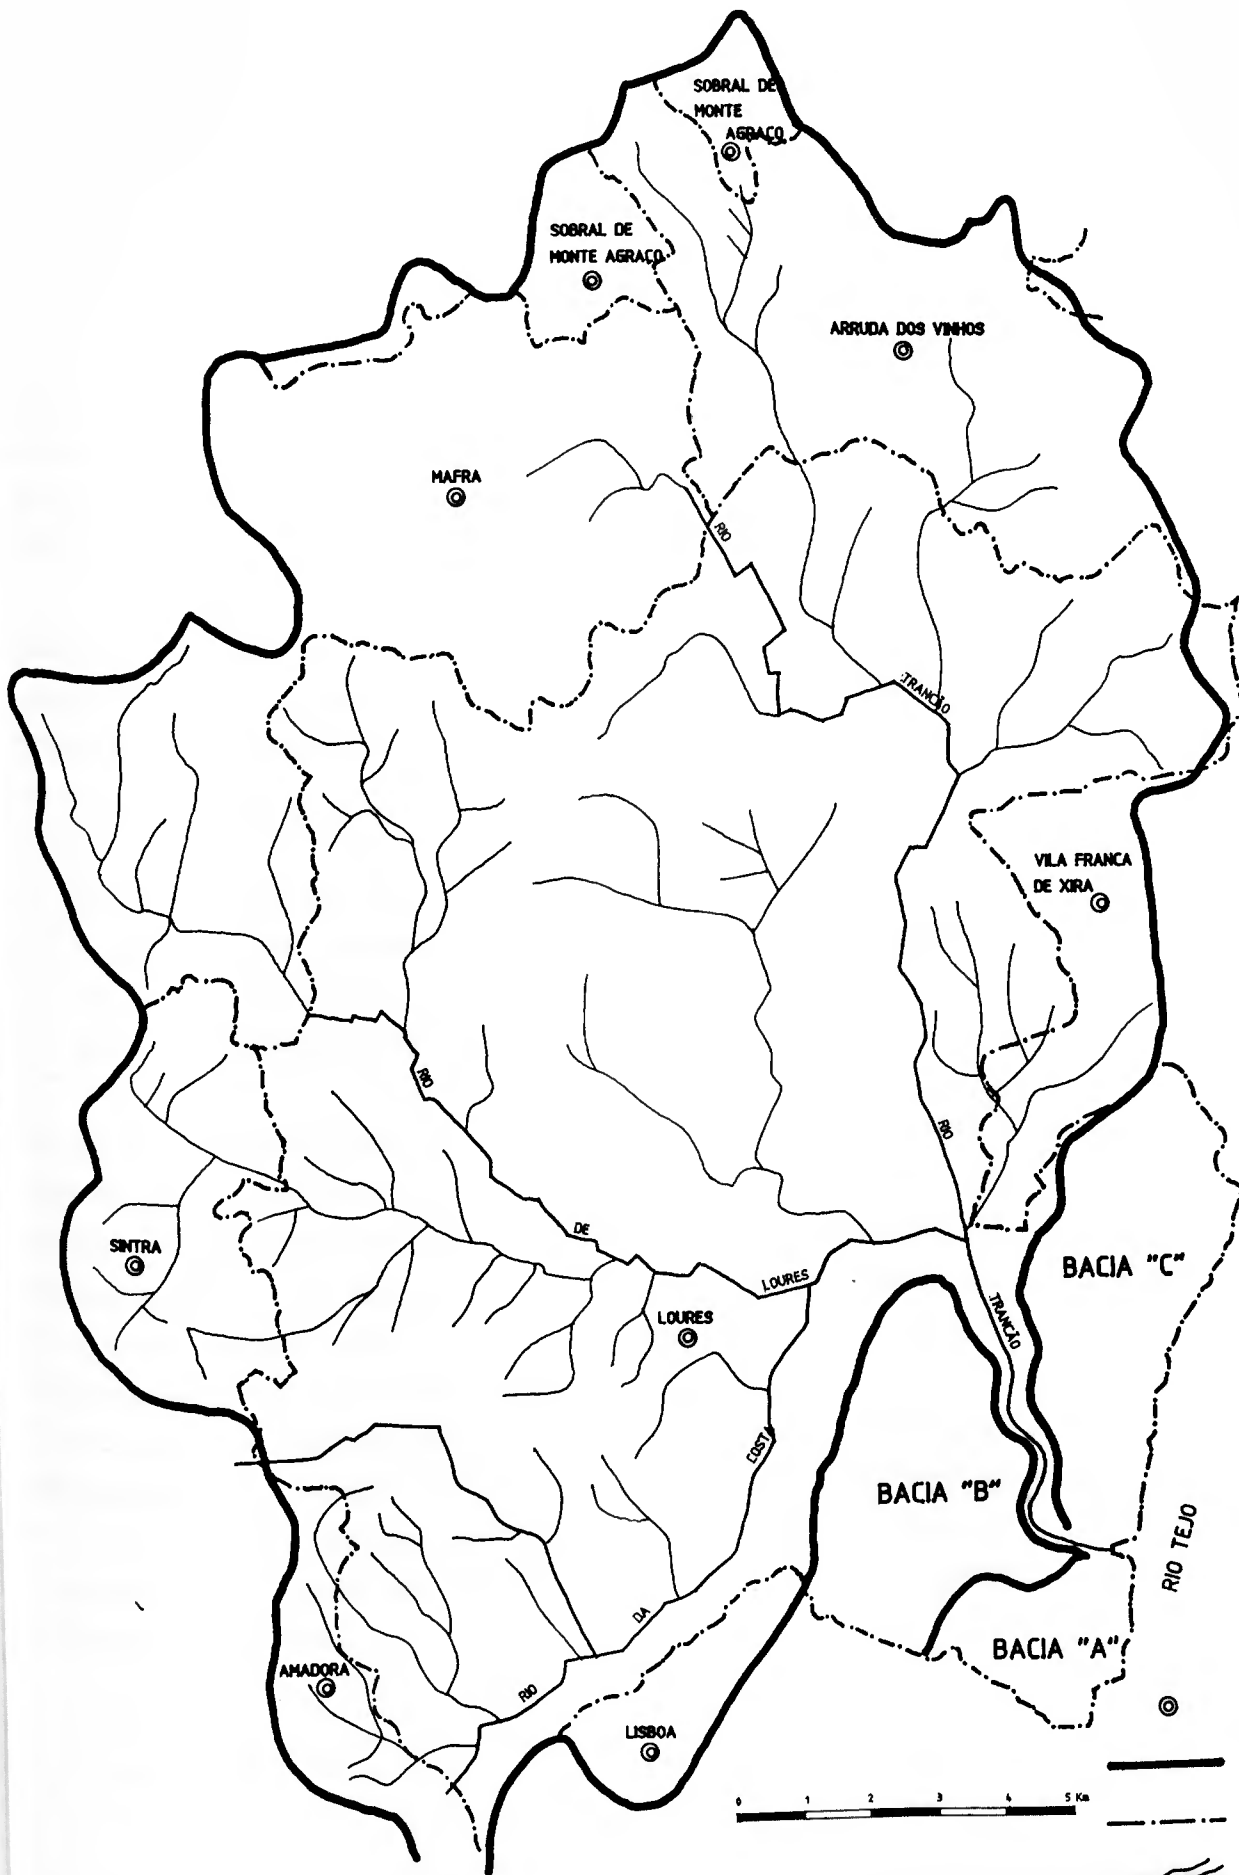 SOBRAL DE
MONTE
AGRAÇO
SOBRAL DE
MONTE AGRAÇO
ARRUDA DOS VINHOS
MAFRA
RIO
TRANCÃO
VILA FRANCA
DE XIRA
RIO
RIO
DE
LOURES
SINTRA
BACIA "C"
TRANCÃO
LOURES
COSTA
BACIA "B"
RIO TEJO
DA
BACIA "A"
AMADORA
RIO
LISBOA
0 1 2 3 4 5 Km